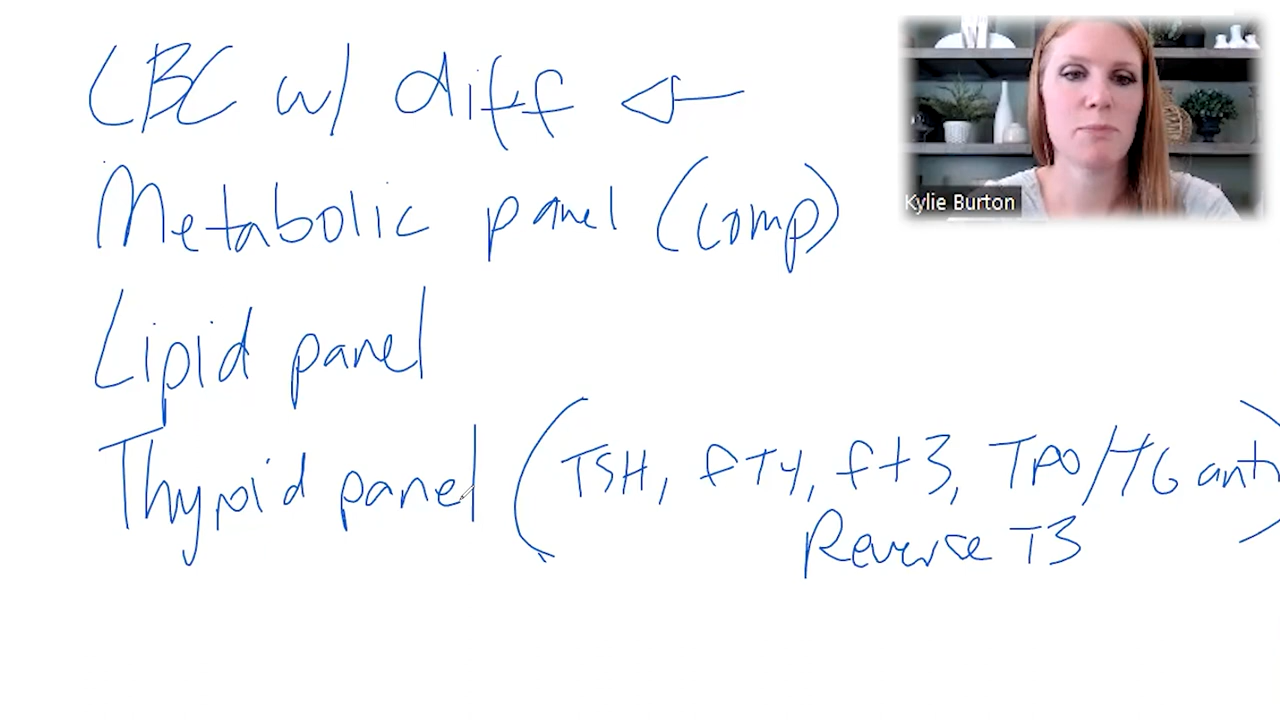 CBC w/ diff
Metabolic panel (comp)
Lipid panel
Thyroid panel (TSH, fT4, ft3, TPO/TG anti)
Reverse T3
Kylie Burton